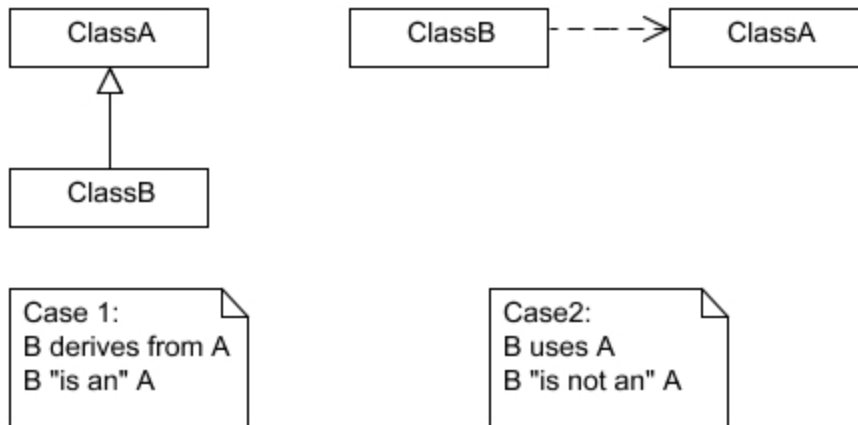 ClassA
ClassB
ClassA
ClassB
Case 1:
B derives from A
B "is an" A
Case2:
B uses A
B "is not an" A